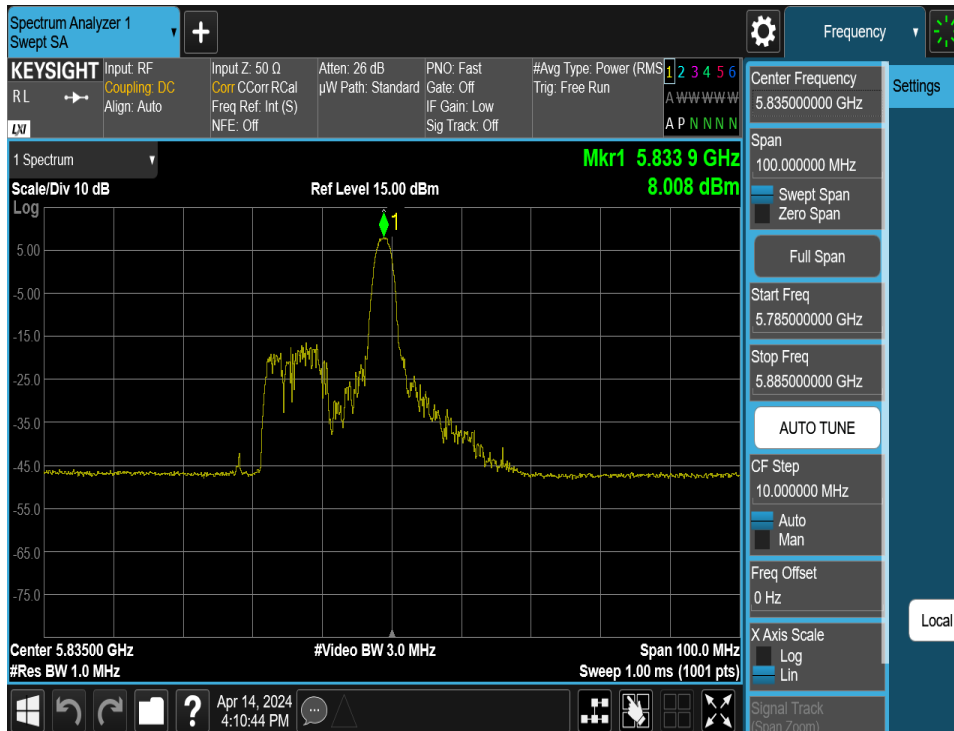 Spectrum Analyzer 1
Swept SA
+
Frequency
KEYSIGHT
R L
LXI
Input: RF
Coupling: DC
Align: Auto
Input Z: 50 Ω
Corr CCorr RCal
Freq Ref: Int (S)
NFE: Off
Atten: 26 dB
µW Path: Standard
PNO: Fast
Gate: Off
IF Gain: Low
Sig Track: Off
#Avg Type: Power (RMS
Trig: Free Run
1 2 3 4 5 6
A W W W W W
A P N N N N
1 Spectrum
Scale/Div 10 dB
Ref Level 15.00 dBm
Mkr1 5.833 9 GHz
8.008 dBm
Log
1
5.00
-5.00
-15.0
-25.0
-35.0
-45.0
-55.0
-65.0
-75.0
Center 5.83500 GHz
#Video BW 3.0 MHz
Span 100.0 MHz
#Res BW 1.0 MHz
Sweep 1.00 ms (1001 pts)
Center Frequency
5.835000000 GHz
Span
100.000000 MHz
Swept Span
Zero Span
Full Span
Start Freq
5.785000000 GHz
Stop Freq
5.885000000 GHz
AUTO TUNE
CF Step
10.000000 MHz
Auto
Man
Freq Offset
0 Hz
X Axis Scale
Log
Lin
Signal Track
(Span Zoom)
Settings
Local
?
Apr 14, 2024
4:10:44 PM